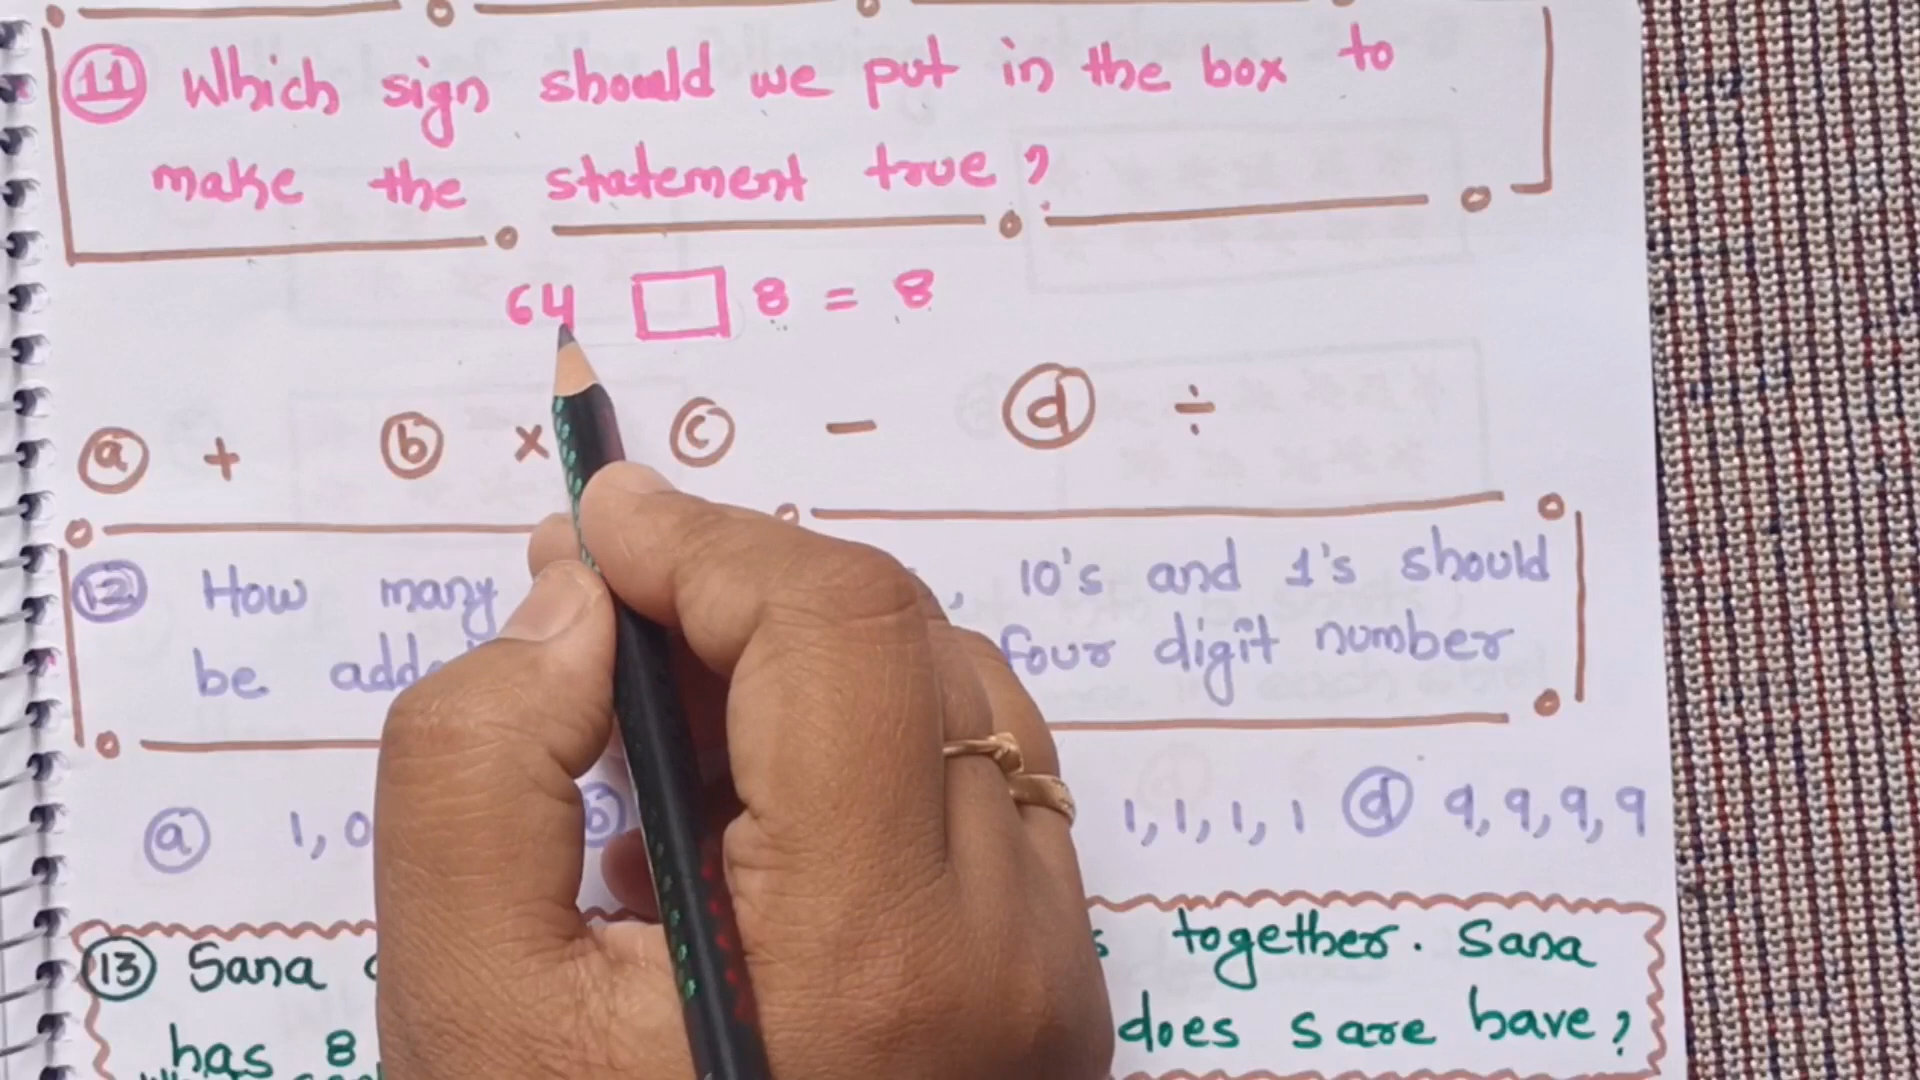 11 Which sign should we put in the box to
make the statement true?
64 □ 8 = 8
a + b × c - d ÷
12 How many , 10's and 1's should
be four digit number
a 1, 0 b 1, 1, 1, 1 d 9, 9, 9, 9
13 Sana together. Sana
has 8 does sare have?